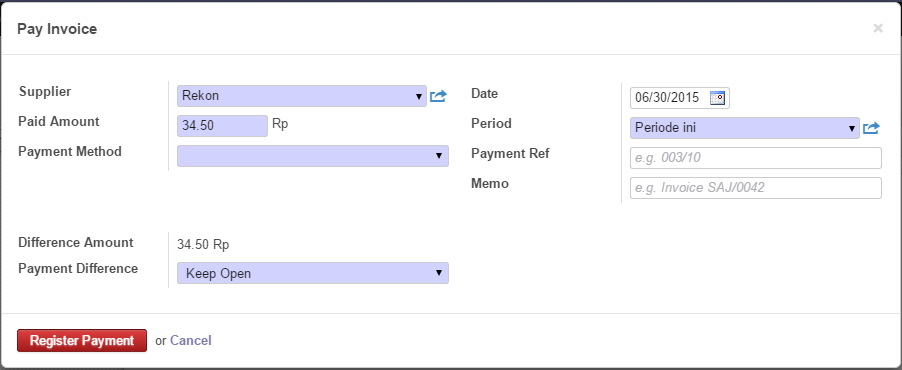 Pay Invoice ×
Supplier Rekon
Paid Amount 34.50 Rp
Payment Method
Date 06/30/2015
Period Periode ini
Payment Ref e.g. 003/10
Memo e.g. Invoice SAJ/0042
Difference Amount 34.50 Rp
Payment Difference Keep Open
Register Payment or Cancel